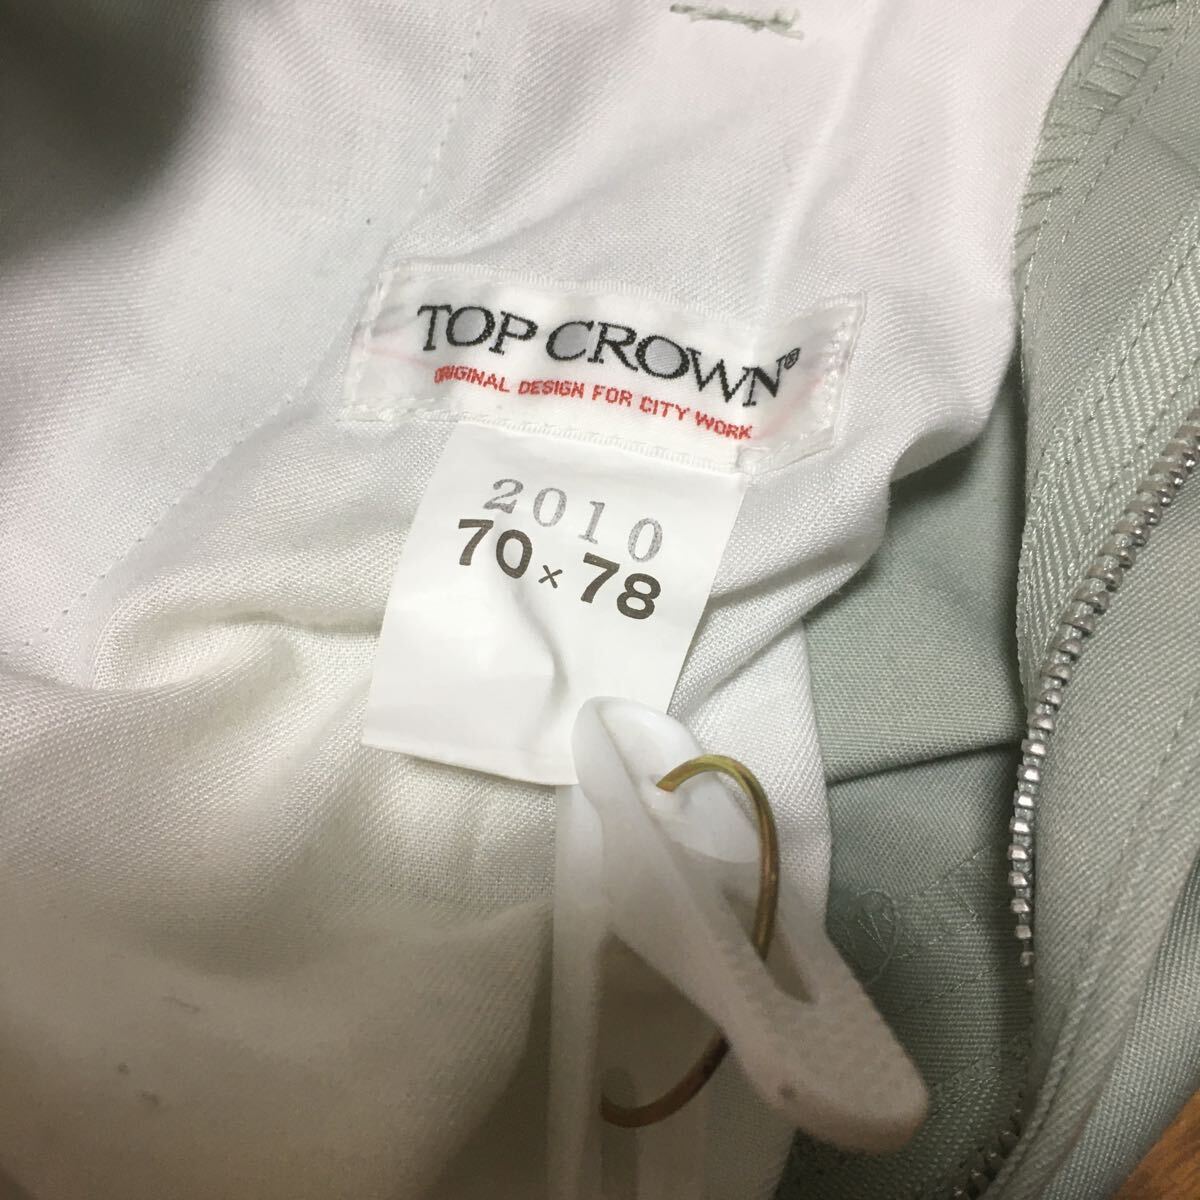 TOP CROWN®
ORIGINAL DESIGN FOR CITY WORK
2010
70×78